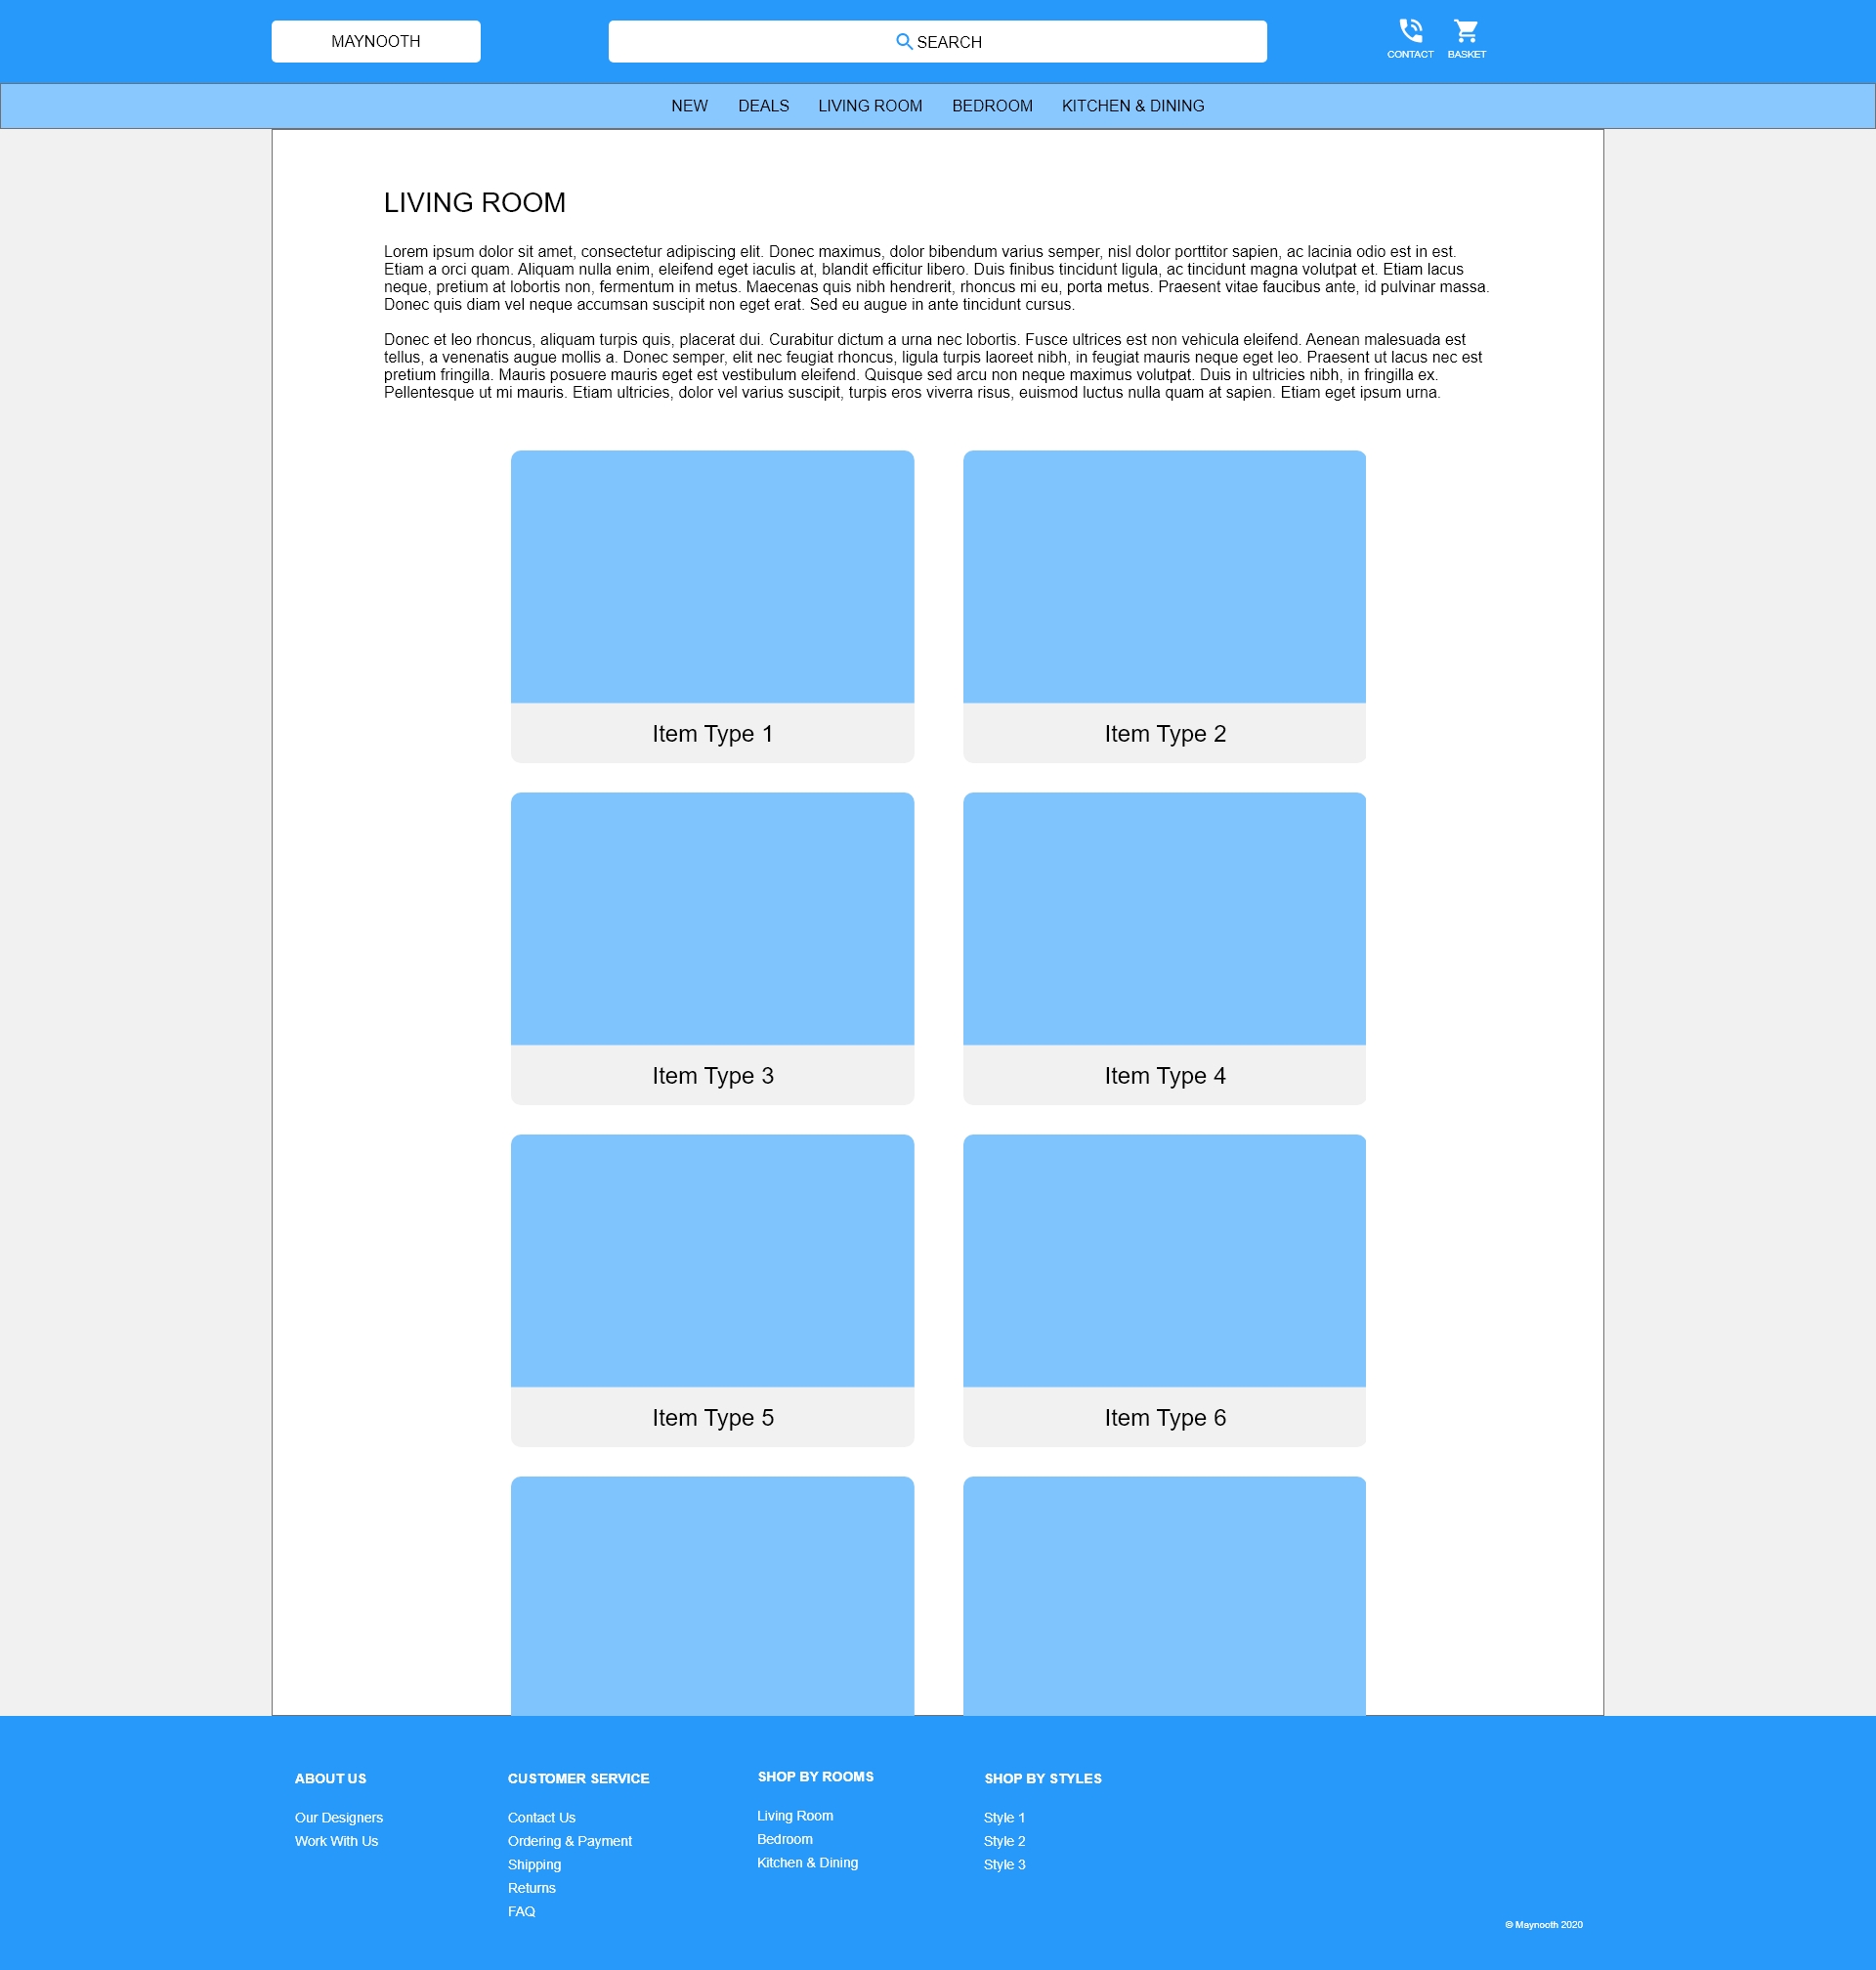 MAYNOOTH
SEARCH
CONTACT
BASKET
NEW DEALS LIVING ROOM BEDROOM KITCHEN & DINING
LIVING ROOM
Lorem ipsum dolor sit amet, consectetur adipiscing elit. Donec maximus, dolor bibendum varius semper, nisl dolor porttitor sapien, ac lacinia odio est in est.
Etiam a orci quam. Aliquam nulla enim, eleifend eget iaculis at, blandit efficitur libero. Duis finibus tincidunt ligula, ac tincidunt magna volutpat et. Etiam lacus
neque, pretium at lobortis non, fermentum in metus. Maecenas quis nibh hendrerit, rhoncus mi eu, porta metus. Praesent vitae faucibus ante, id pulvinar massa.
Donec quis diam vel neque accumsan suscipit non eget erat. Sed eu augue in ante tincidunt cursus.
Donec et leo rhoncus, aliquam turpis quis, placerat dui. Curabitur dictum a urna nec lobortis. Fusce ultrices est non vehicula eleifend. Aenean malesuada est
tellus, a venenatis augue mollis a. Donec semper, elit nec feugiat rhoncus, ligula turpis laoreet nibh, in feugiat mauris neque eget leo. Praesent ut lacus nec est
pretium fringilla. Mauris posuere mauris eget est vestibulum eleifend. Quisque sed arcu non neque maximus volutpat. Duis in ultricies nibh, in fringilla ex.
Pellentesque ut mi mauris. Etiam ultricies, dolor vel varius suscipit, turpis eros viverra risus, euismod luctus nulla quam at sapien. Etiam eget ipsum urna.
Item Type 1
Item Type 2
Item Type 3
Item Type 4
Item Type 5
Item Type 6
ABOUT US
Our Designers
Work With Us
CUSTOMER SERVICE
Contact Us
Ordering & Payment
Shipping
Returns
FAQ
SHOP BY ROOMS
Living Room
Bedroom
Kitchen & Dining
SHOP BY STYLES
Style 1
Style 2
Style 3
© Maynooth 2020